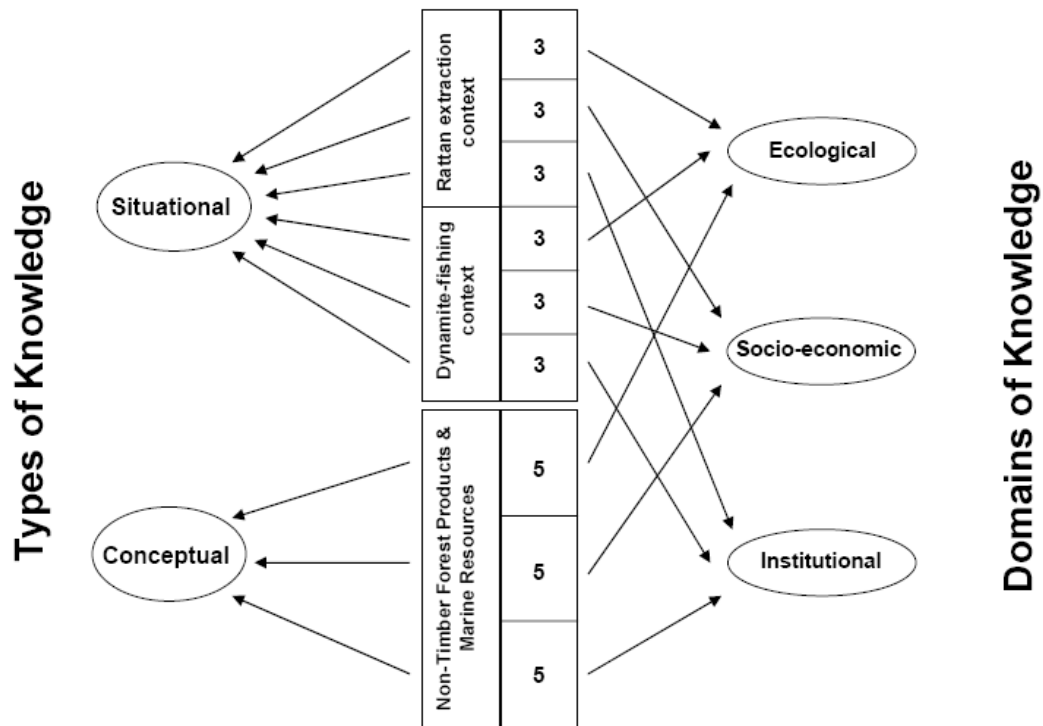 Types of Knowledge
Situational
Conceptual
Rattan extraction
context
3
3
3
Dynamite-fishing
context
3
3
3
Non-Timber Forest Products &
Marine Resources
5
5
5
Ecological
Socio-economic
Institutional
Domains of Knowledge